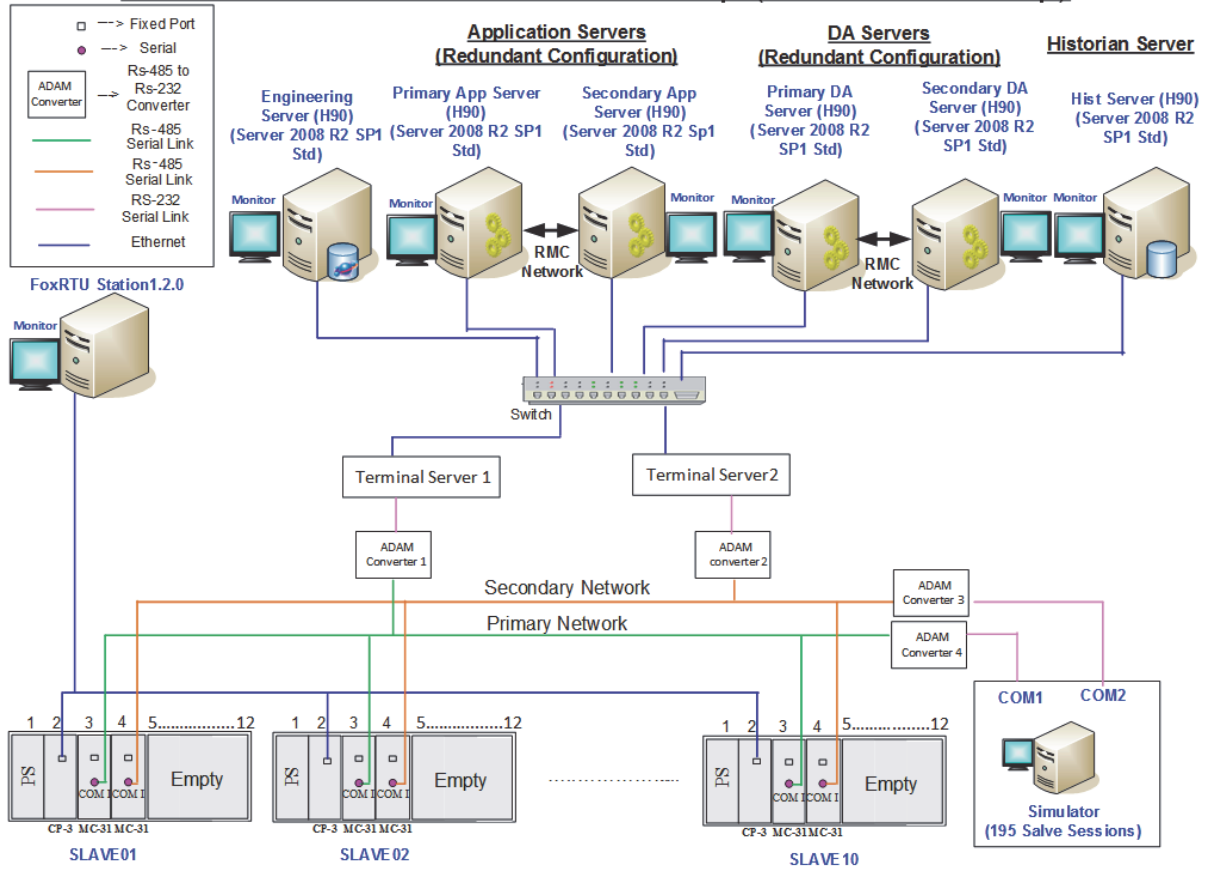 ---> Fixed Port
---> Serial
ADAM
Converter
--> Rs-485 to
Rs-232
Converter
Rs-485
Serial Link
Rs-485
Serial Link
RS-232
Serial Link
Ethernet
Application Servers
(Redundant Configuration)
DA Servers
(Redundant Configuration)
Historian Server
Engineering
Server (H90)
(Server 2008 R2 SP1
Std)
Primary App Server
(H90)
(Server 2008 R2 SP1
Std)
Secondary App
Server (H90)
(Server 2008 R2 Sp1
Std)
Primary DA
Server (H90)
(Server 2008 R2
SP1 Std)
Secondary DA
Server (H90)
(Server 2008 R2
SP1 Std)
Hist Server (H90)
(Server 2008 R2
SP1 Std)
Monitor
Monitor
Monitor
Monitor
Monitor
Monitor
RMC
Network
RMC
Network
FoxRTU Station1.2.0
Monitor
Switch
Terminal Server 1
Terminal Server2
ADAM
Converter 1
ADAM
converter2
Secondary Network
ADAM
Converter 3
Primary Network
ADAM
Converter 4
COM1
COM2
1 2 3 4 5..................12
PS
COM I
COM I
Empty
CP-3 MC-31 MC-31
SLAVE01
1 2 3 4 5..................12
PS
COM I
COM I
Empty
CP-3 MC-31 MC-31
SLAVE02
.........................
1 2 3 4 5..................12
PS
COM I
COM I
Empty
CP-3 MC-31 MC-31
SLAVE10
Simulator
(195 Salve Sessions)